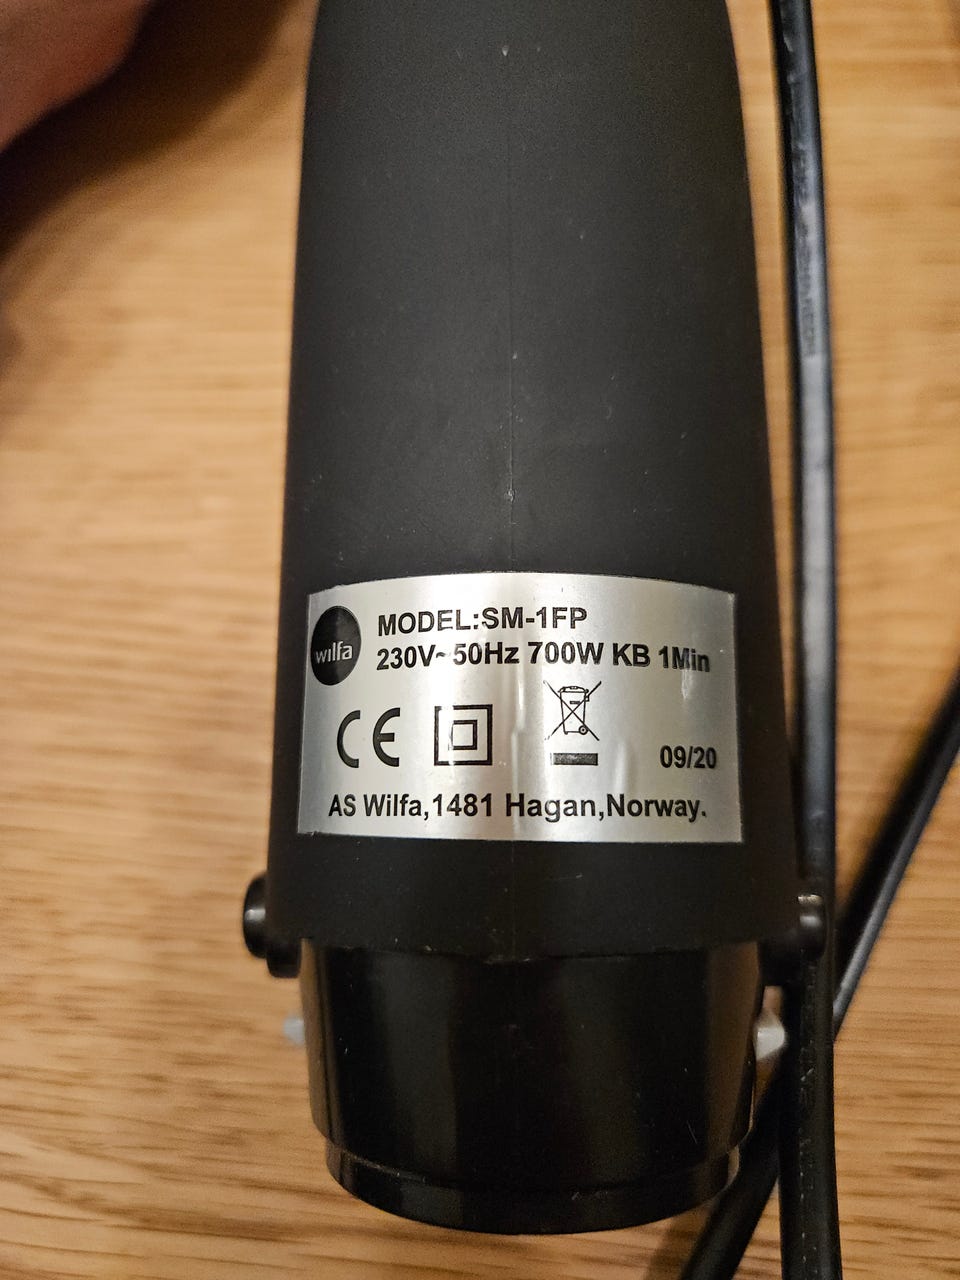 wilfa
MODEL:SM-1FP
230V~ 50Hz 700W KB 1Min
CE
09/20
AS Wilfa,1481 Hagan,Norway.